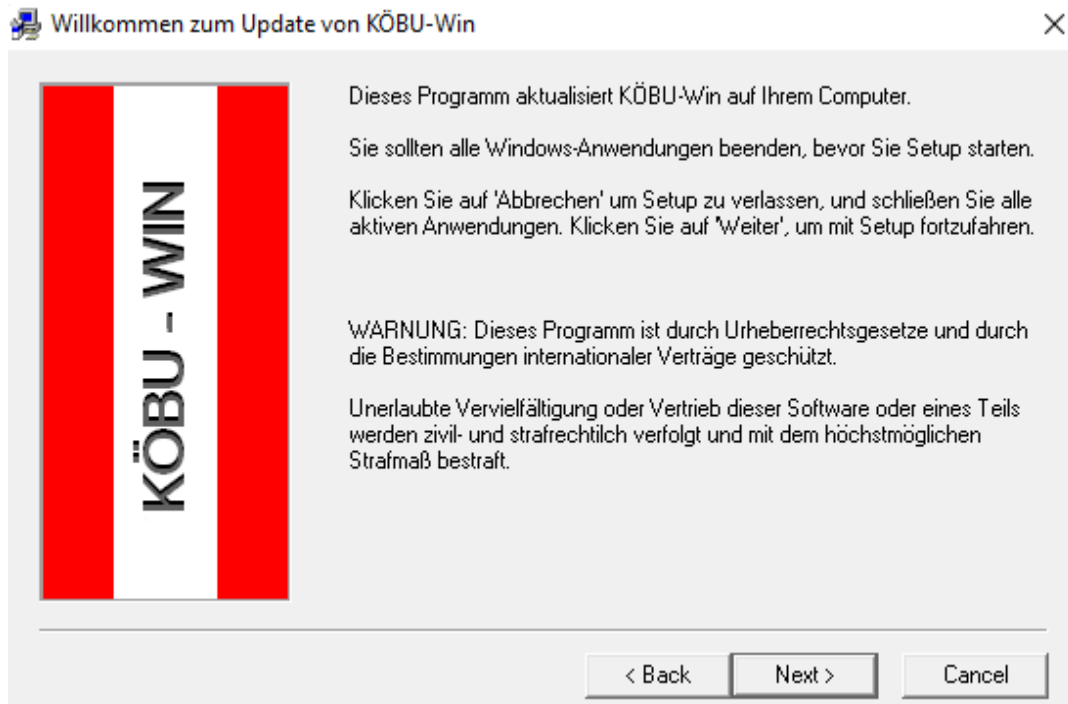 Willkommen zum Update von KÖBU-Win
Dieses Programm aktualisiert KÖBU-Win auf Ihrem Computer.
Sie sollten alle Windows-Anwendungen beenden, bevor Sie Setup starten.
Klicken Sie auf 'Abbrechen' um Setup zu verlassen, und schließen Sie alle
aktiven Anwendungen. Klicken Sie auf 'Weiter', um mit Setup fortzufahren.
WARNUNG: Dieses Programm ist durch Urheberrechtsgesetze und durch
die Bestimmungen internationaler Verträge geschützt.
Unerlaubte Vervielfältigung oder Vertrieb dieser Software oder eines Teils
werden zivil- und strafrechtilch verfolgt und mit dem höchstmöglichen
Strafmaß bestraft.
KÖBU - WIN
< Back
Next >
Cancel